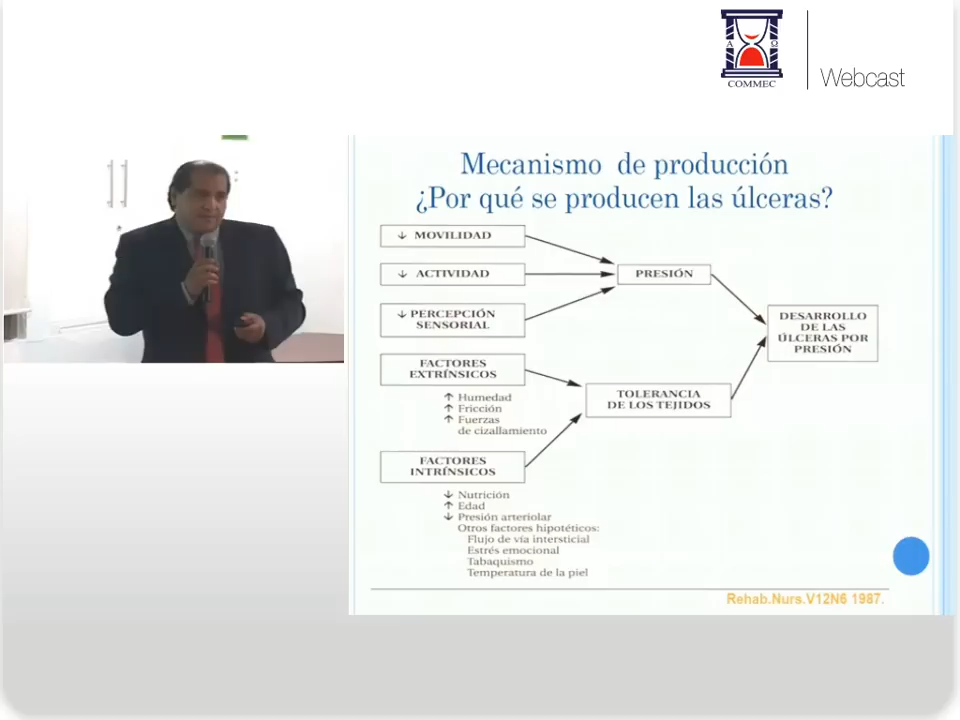 A Ω
COMMEC
Webcast
Mecanismo de producción
¿Por qué se producen las úlceras?
↓ MOVILIDAD
↓ ACTIVIDAD
↓ PERCEPCIÓN
SENSORIAL
PRESIÓN
DESARROLLO
DE LAS
ÚLCERAS POR
PRESIÓN
FACTORES
EXTRÍNSICOS
↑ Humedad
↑ Fricción
↑ Fuerzas
de cizallamiento
TOLERANCIA
DE LOS TEJIDOS
FACTORES
INTRÍNSICOS
↓ Nutrición
↑ Edad
↓ Presión arteriolar
Otros factores hipotéticos:
Flujo de vía intersticial
Estrés emocional
Tabaquismo
Temperatura de la piel
Rehab.Nurs.V12N6 1987.